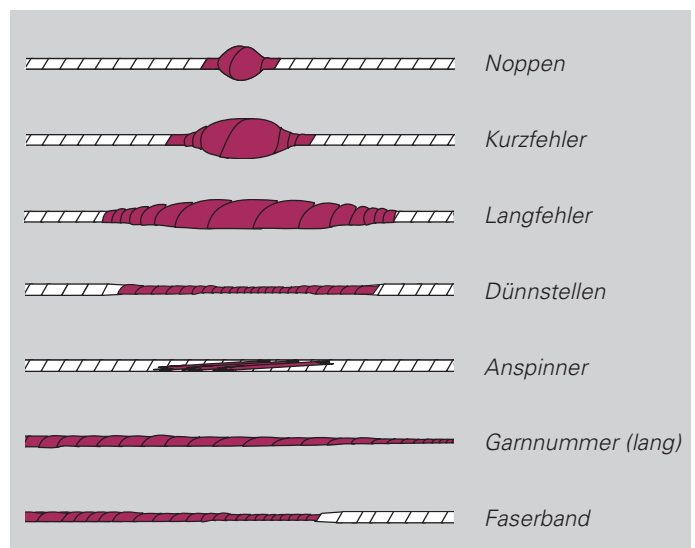 Noppen
Kurzfehler
Langfehler
Dünnstellen
Anspinner
Garnnummer (lang)
Faserband